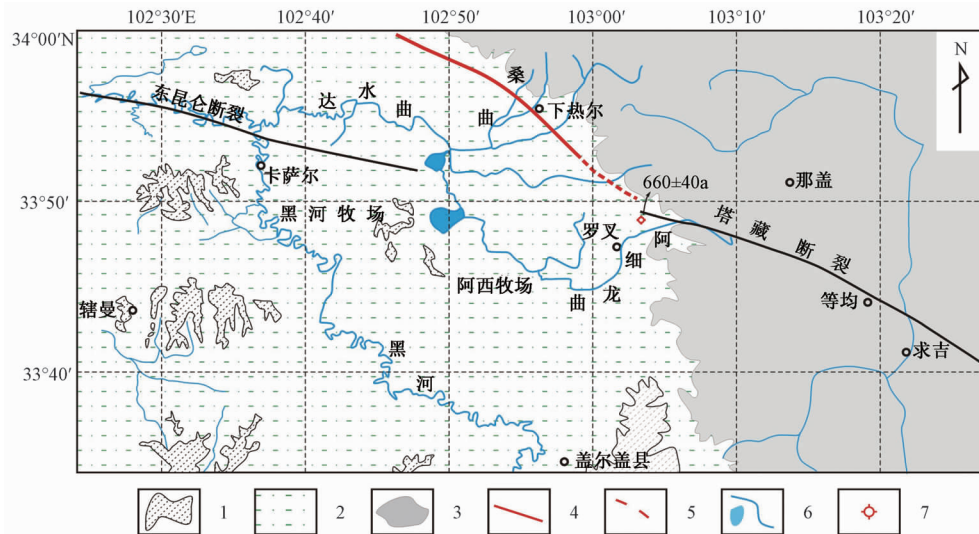 102°30′E 102°40′ 102°50′ 103°00′ 103°10′ 103°20′
34°00′N
N
东昆仑断裂
达水曲
桑曲
下热尔
卡萨尔
660±40a
那盖
33°50′
黑河牧场
罗叉
阿细龙曲
塔藏断裂
阿西牧场
辖曼
等均
求吉
33°40′
黑河
盖尔盖县
1 2 3 4 5 6 7